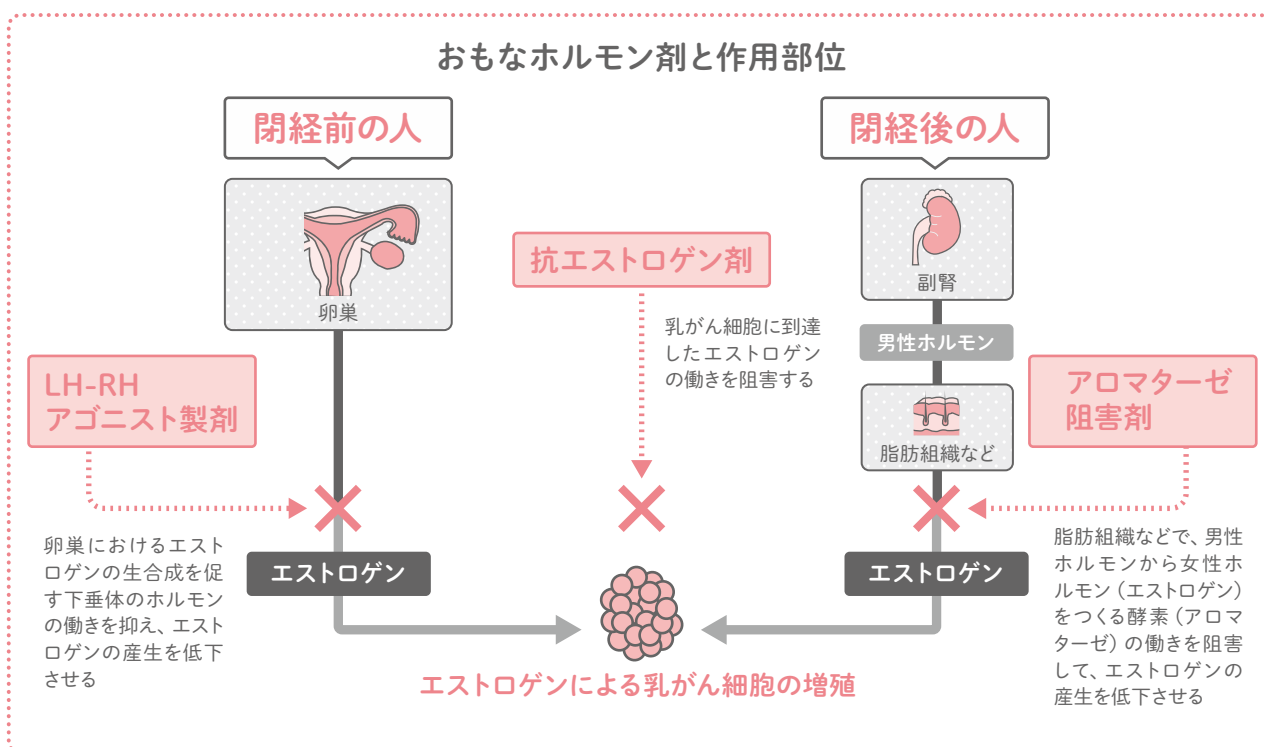 おもなホルモン剤と作用部位
閉経前の人
卵巣
LH-RH
アゴニスト製剤
卵巣におけるエスト
ロゲンの生合成を促
す下垂体のホルモン
の働きを抑え、エスト
ロゲンの産生を低下
させる
エストロゲン
抗エストロゲン剤
乳がん細胞に到達
したエストロゲン
の働きを阻害する
閉経後の人
副腎
男性ホルモン
脂肪組織など
アロマターゼ
阻害剤
脂肪組織などで、男性
ホルモンから女性ホ
ルモン（エストロゲン）
をつくる酵素（アロマ
ターゼ）の働きを阻害
して、エストロゲンの
産生を低下させる
エストロゲン
エストロゲンによる乳がん細胞の増殖